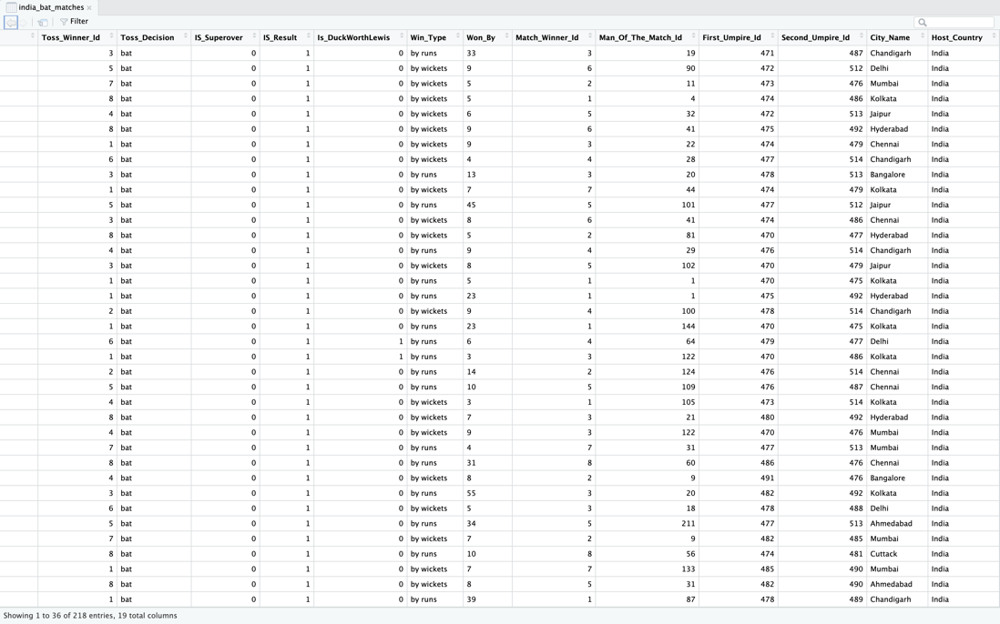 india_bat_matches
Filter
Toss_Winner_Id Toss_Decision IS_Superover IS_Result Is_DuckWorthLewis Win_Type Won_By Match_Winner_Id Man_Of_The_Match_Id First_Umpire_Id Second_Umpire_Id City_Name Host_Country
3 bat 0 1 0 by runs 33 3 19 471 487 Chandigarh India
5 bat 0 1 0 by wickets 9 6 90 472 512 Delhi India
7 bat 0 1 0 by wickets 5 2 11 473 476 Mumbai India
8 bat 0 1 0 by wickets 5 1 4 474 486 Kolkata India
4 bat 0 1 0 by wickets 6 5 32 472 513 Jaipur India
8 bat 0 1 0 by wickets 9 6 41 475 492 Hyderabad India
1 bat 0 1 0 by wickets 9 3 22 474 479 Chennai India
6 bat 0 1 0 by wickets 4 4 28 477 514 Chandigarh India
3 bat 0 1 0 by runs 13 3 20 478 513 Bangalore India
1 bat 0 1 0 by wickets 7 7 44 474 479 Kolkata India
5 bat 0 1 0 by runs 45 5 101 477 512 Jaipur India
3 bat 0 1 0 by wickets 8 6 41 474 486 Chennai India
8 bat 0 1 0 by wickets 5 2 81 470 477 Hyderabad India
4 bat 0 1 0 by runs 9 4 29 476 514 Chandigarh India
3 bat 0 1 0 by wickets 8 5 102 470 479 Jaipur India
1 bat 0 1 0 by runs 5 1 1 470 475 Kolkata India
1 bat 0 1 0 by runs 23 1 1 475 492 Hyderabad India
2 bat 0 1 0 by wickets 9 4 100 478 514 Chandigarh India
1 bat 0 1 0 by runs 23 1 144 470 475 Kolkata India
6 bat 0 1 1 by runs 6 4 64 479 477 Delhi India
1 bat 0 1 1 by runs 3 3 122 470 486 Kolkata India
2 bat 0 1 0 by runs 14 2 124 476 514 Chennai India
5 bat 0 1 0 by runs 10 5 109 476 487 Chennai India
4 bat 0 1 0 by wickets 3 1 105 473 514 Kolkata India
8 bat 0 1 0 by wickets 7 3 21 480 492 Hyderabad India
4 bat 0 1 0 by wickets 9 3 122 470 476 Mumbai India
7 bat 0 1 0 by runs 4 7 31 477 513 Mumbai India
8 bat 0 1 0 by runs 31 8 60 486 476 Chennai India
4 bat 0 1 0 by wickets 8 2 9 491 476 Bangalore India
3 bat 0 1 0 by runs 55 3 20 482 492 Kolkata India
6 bat 0 1 0 by wickets 5 3 18 478 488 Delhi India
5 bat 0 1 0 by runs 34 5 211 477 513 Ahmedabad India
7 bat 0 1 0 by wickets 7 2 9 482 485 Mumbai India
8 bat 0 1 0 by runs 10 8 56 474 481 Cuttack India
1 bat 0 1 0 by wickets 7 7 133 485 490 Mumbai India
8 bat 0 1 0 by wickets 8 5 31 482 490 Ahmedabad India
1 bat 0 1 0 by runs 39 1 87 478 489 Chandigarh India
Showing 1 to 36 of 218 entries, 19 total columns